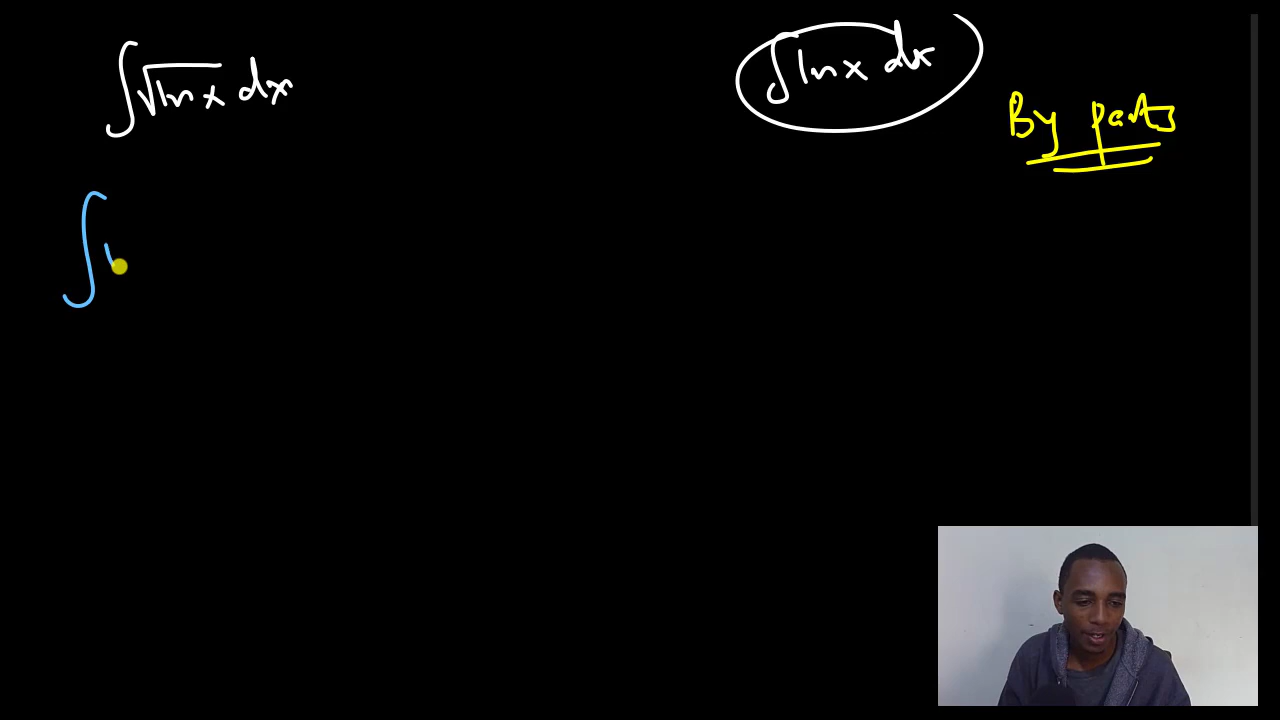 ∫√ln x dx
∫ln x dx
By parts
∫